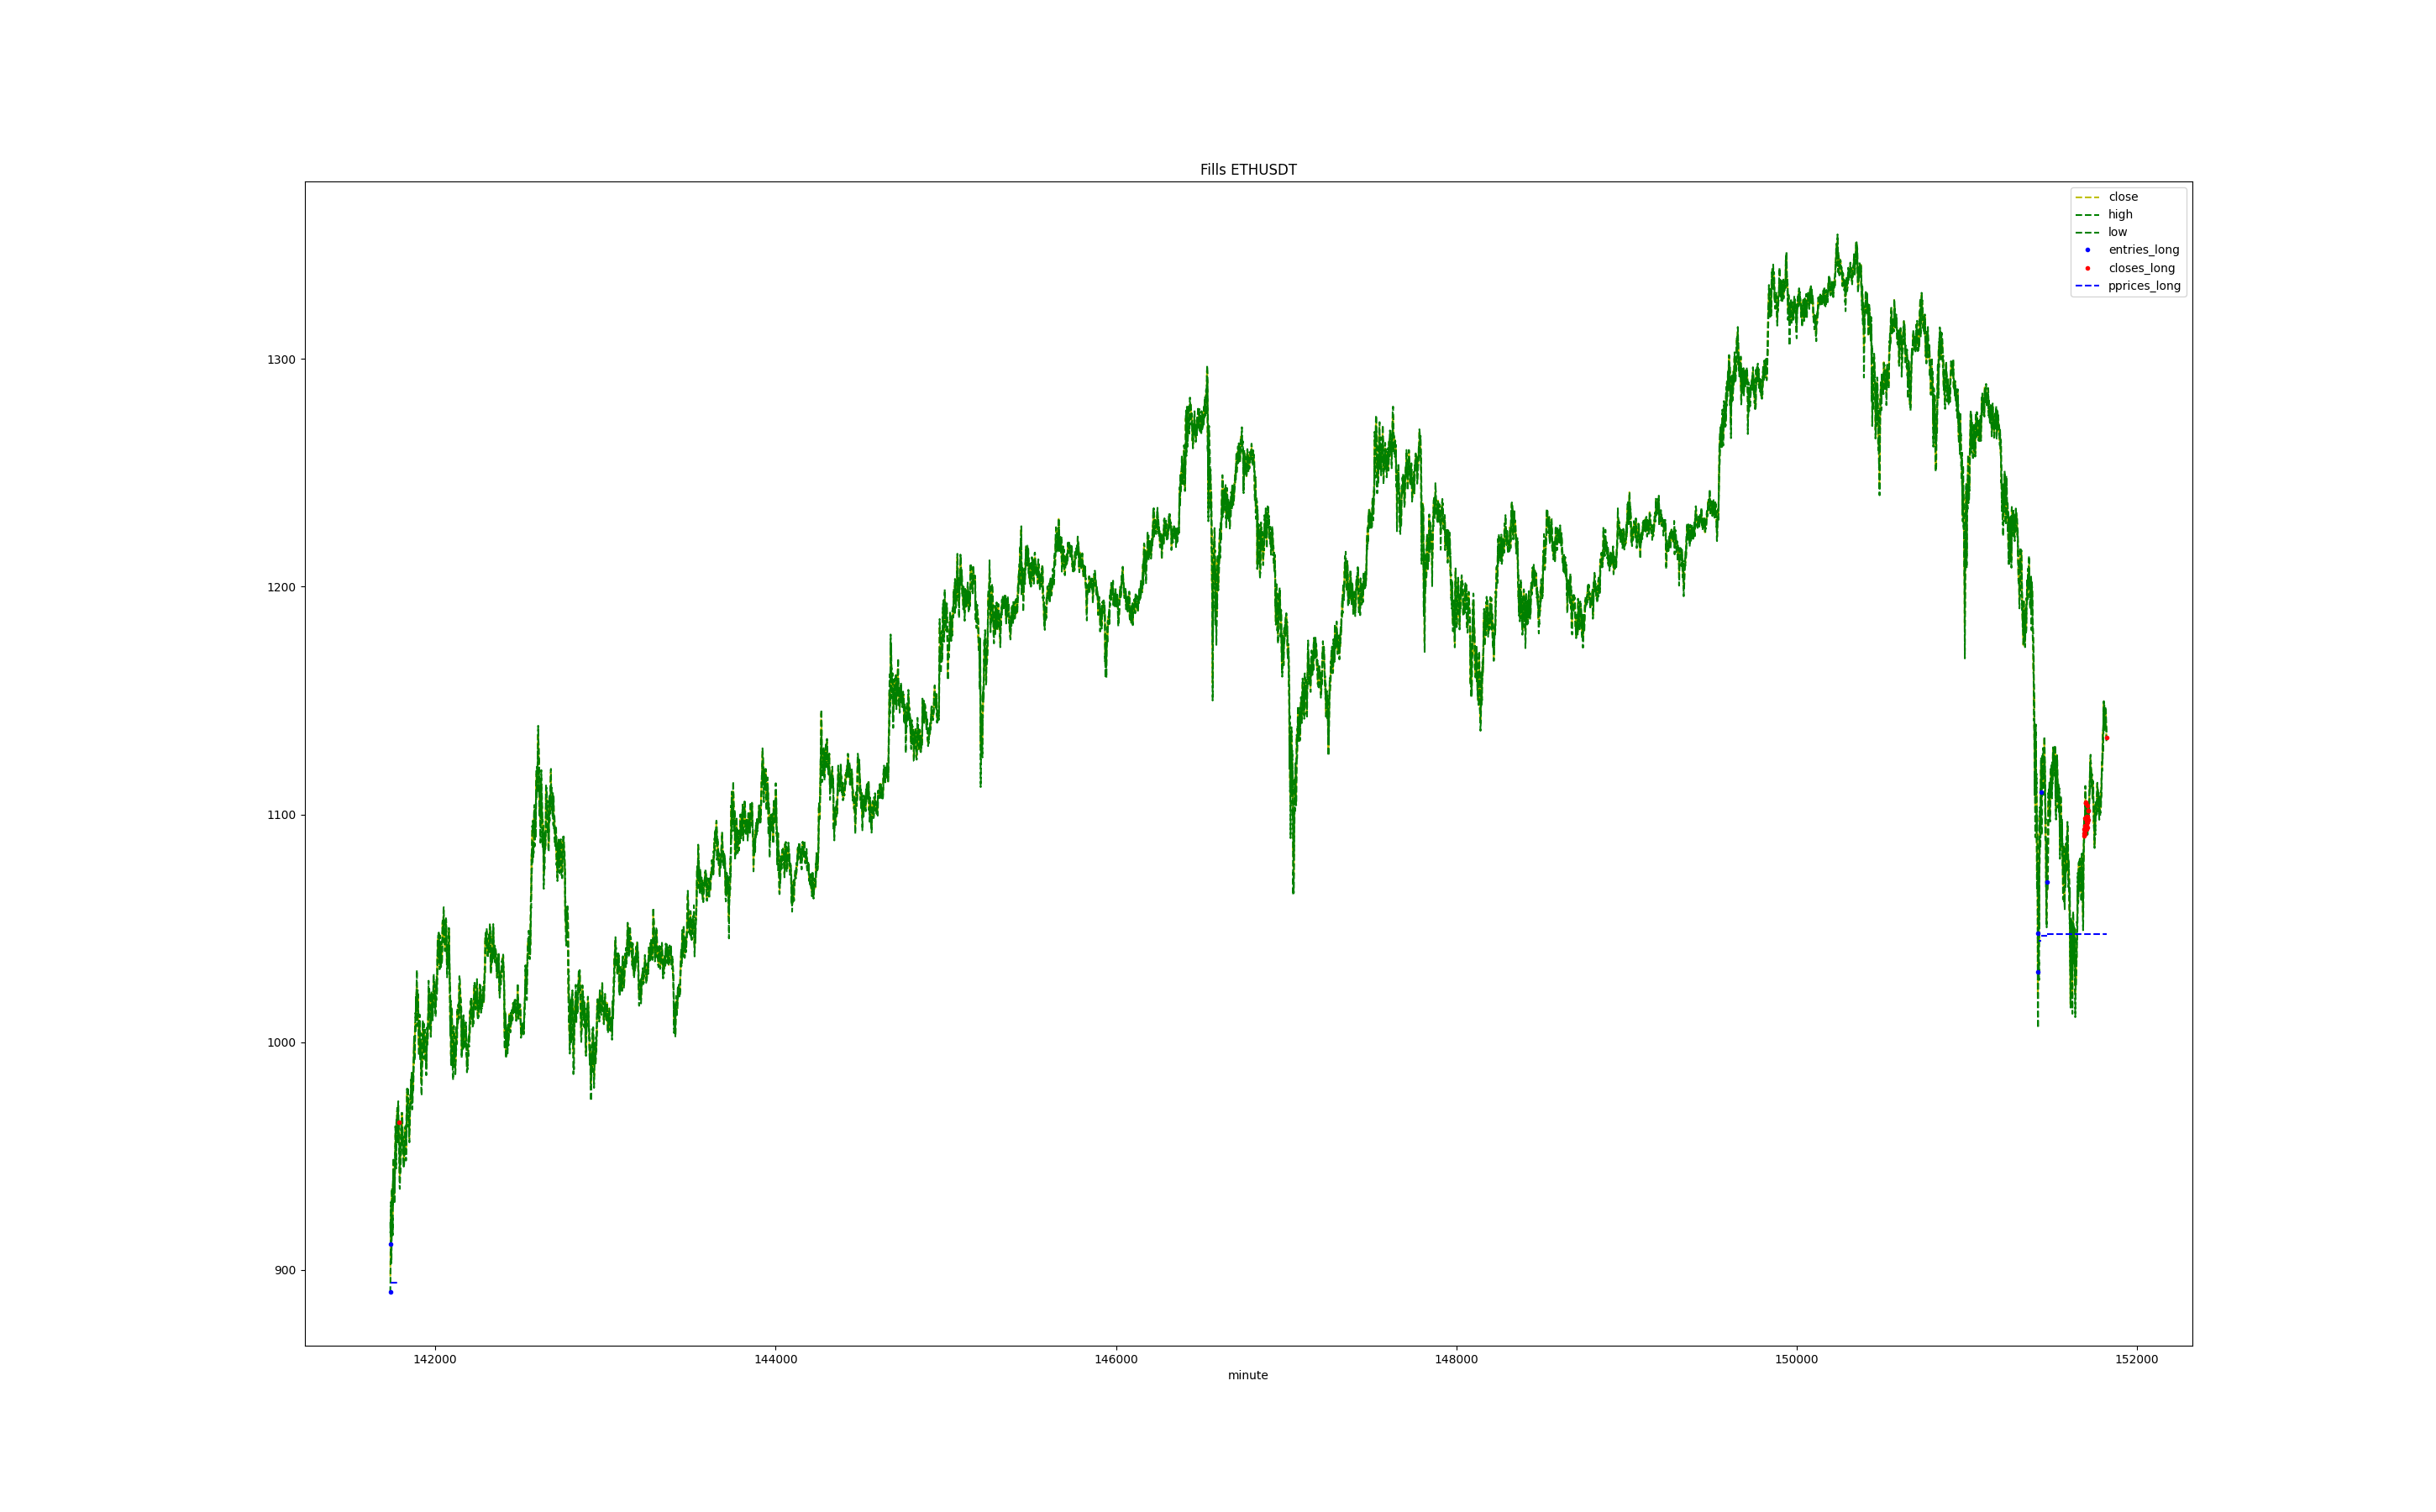 Fills ETHUSDT
close
high
low
entries_long
closes_long
pprices_long
1300
1200
1100
1000
900
142000
144000
146000
148000
150000
152000
minute